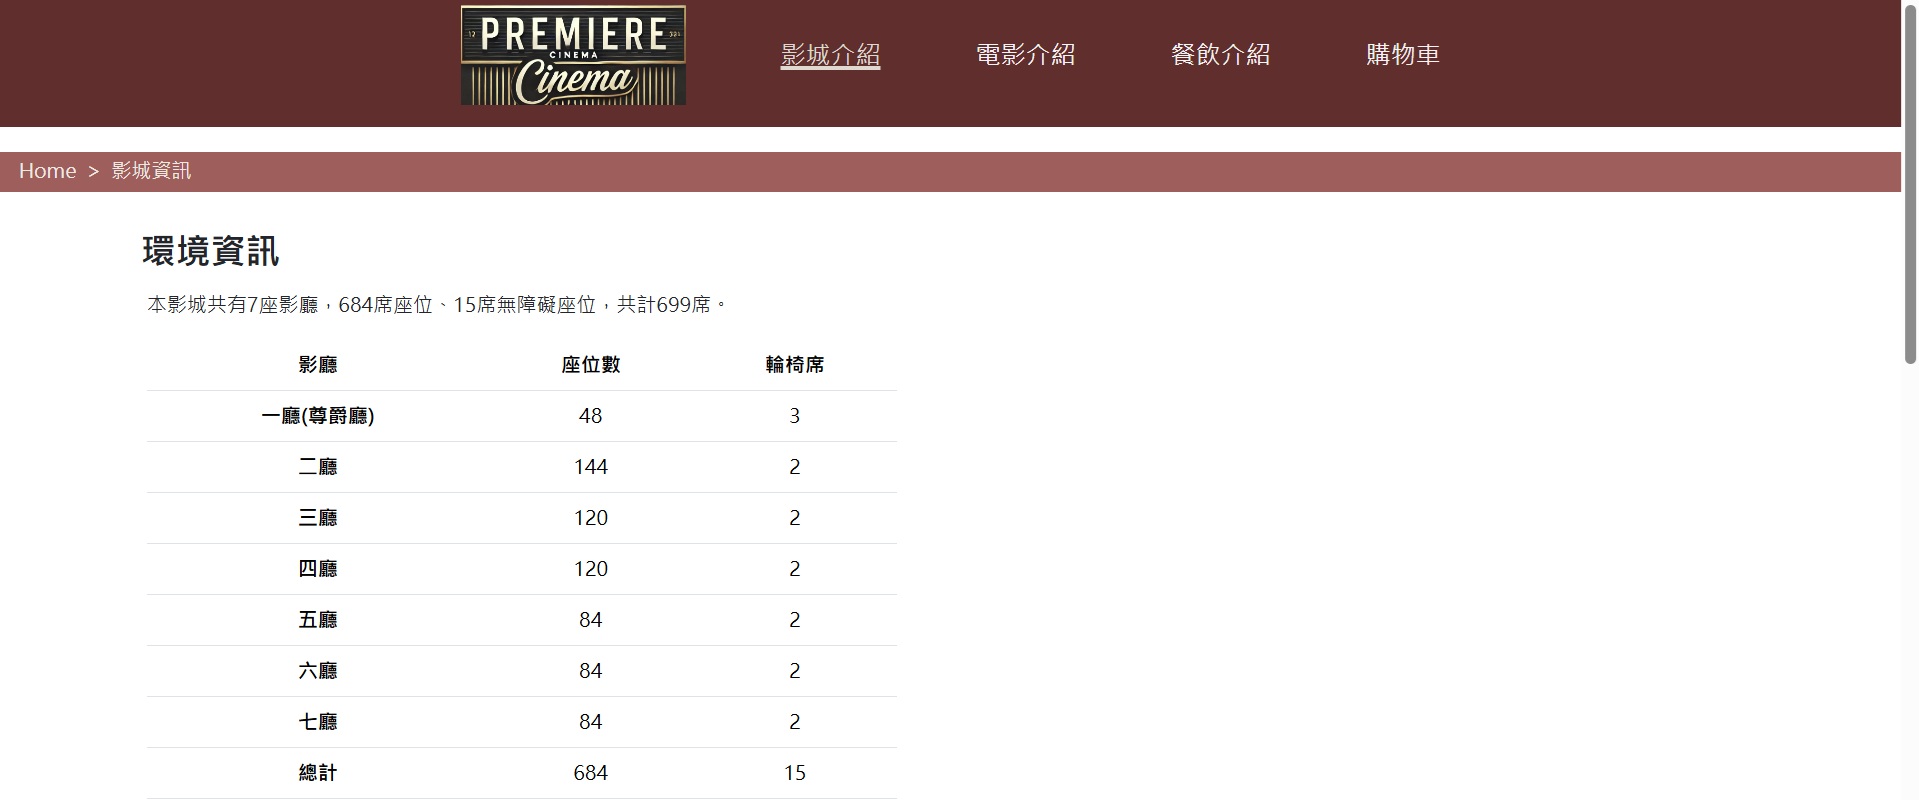 PREMIERE
CINEMA
Cinema
影城介紹 電影介紹 餐飲介紹 購物車
Home > 影城資訊
環境資訊
本影城共有7座影廳，684席座位、15席無障礙座位，共計699席。
影廳 座位數 輪椅席
一廳(尊爵廳) 48 3
二廳 144 2
三廳 120 2
四廳 120 2
五廳 84 2
六廳 84 2
七廳 84 2
總計 684 15